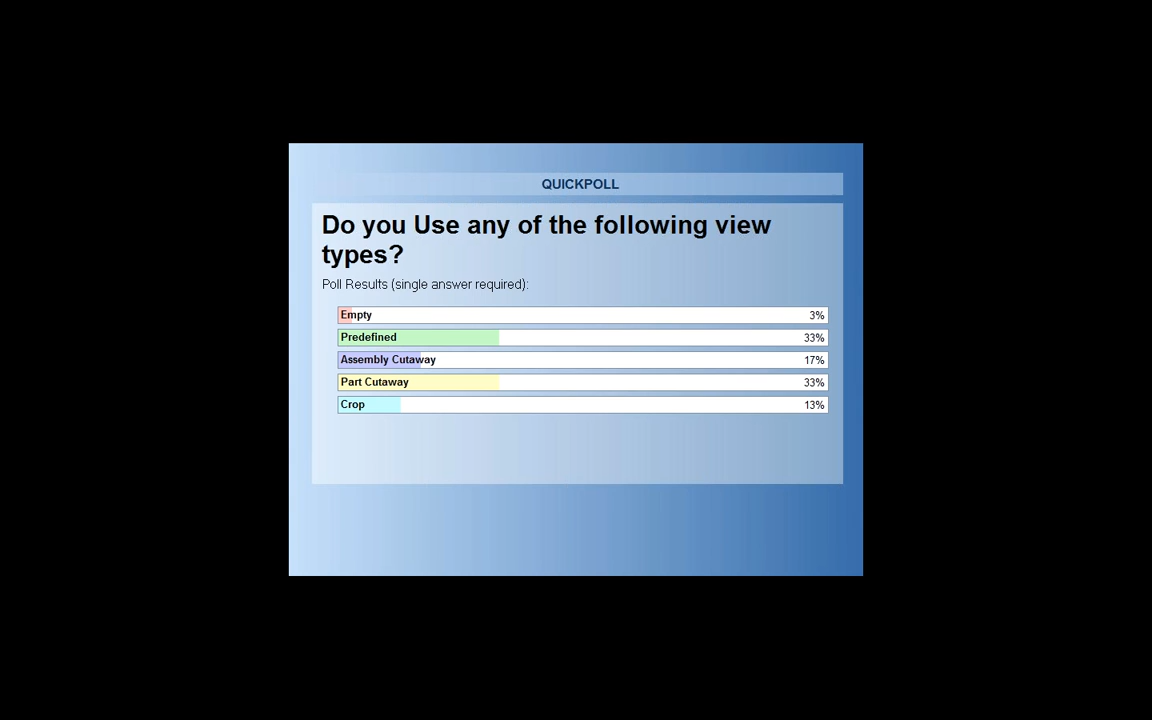 QUICKPOLL
Do you Use any of the following view
types?
Poll Results (single answer required):
Empty 3%
Predefined 33%
Assembly Cutaway 17%
Part Cutaway 33%
Crop 13%